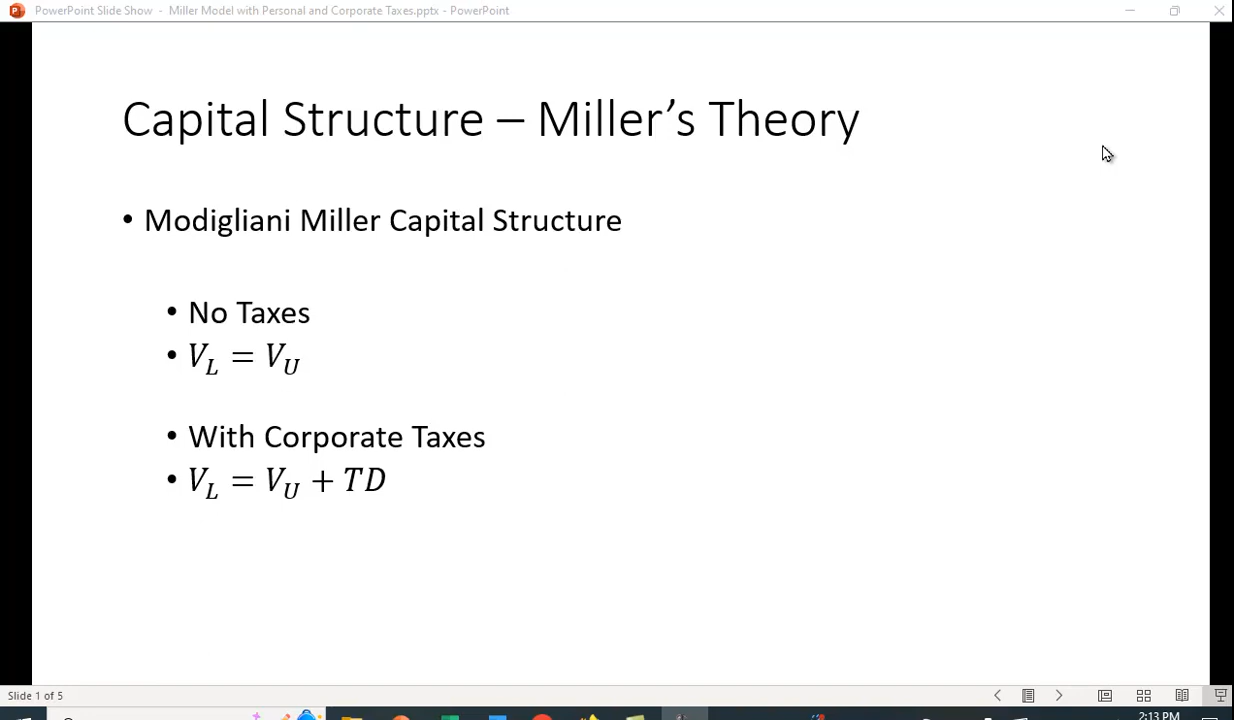 PowerPoint Slide Show - Miller Model with Personal and Corporate Taxes.pptx - PowerPoint
Capital Structure – Miller's Theory
• Modigliani Miller Capital Structure
• No Taxes
• V_L = V_U
• With Corporate Taxes
• V_L = V_U + TD
Slide 1 of 5
2:13 PM